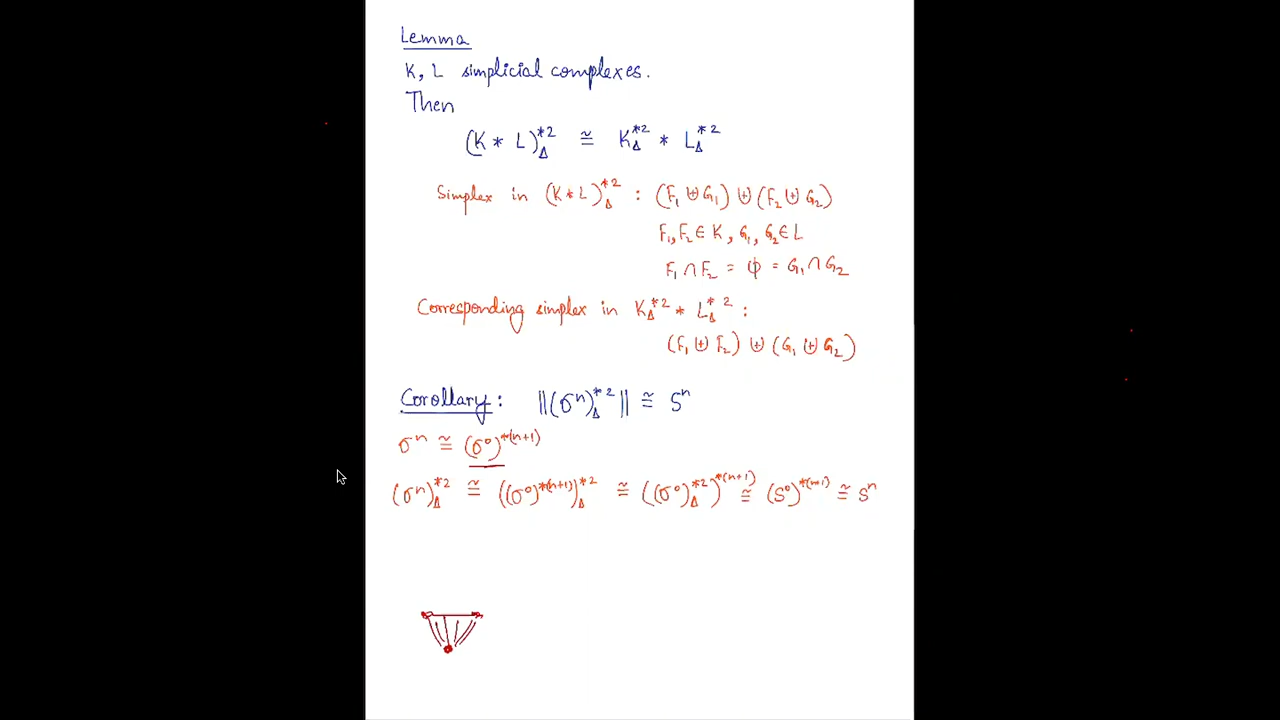 Lemma
K, L simplicial complexes.
Then
(K * L)^{*2}_Δ ≅ K^{*2}_Δ * L^{*2}_Δ
Simplex in (K * L)^{*2}_Δ : (F₁ ⊎ G₁) ⊎ (F₂ ⊎ G₂)
F₁, F₂ ∈ K, G₁, G₂ ∈ L
F₁ ∩ F₂ = φ = G₁ ∩ G₂
Corresponding simplex in K^{*2}_Δ * L^{*2}_Δ :
(F₁ ⊎ F₂) ⊎ (G₁ ⊎ G₂)
Corollary : ||(σⁿ)^{*2}_Δ|| ≅ Sⁿ
σⁿ ≅ (σ⁰)^{*(n+1)}
(σⁿ)^{*2}_Δ ≅ ((σ⁰)^{*(n+1)})^{*2}_Δ ≅ ((σ⁰)^{*2}_Δ)^{*(n+1)} ≅ (S⁰)^{*(n+1)} ≅ Sⁿ